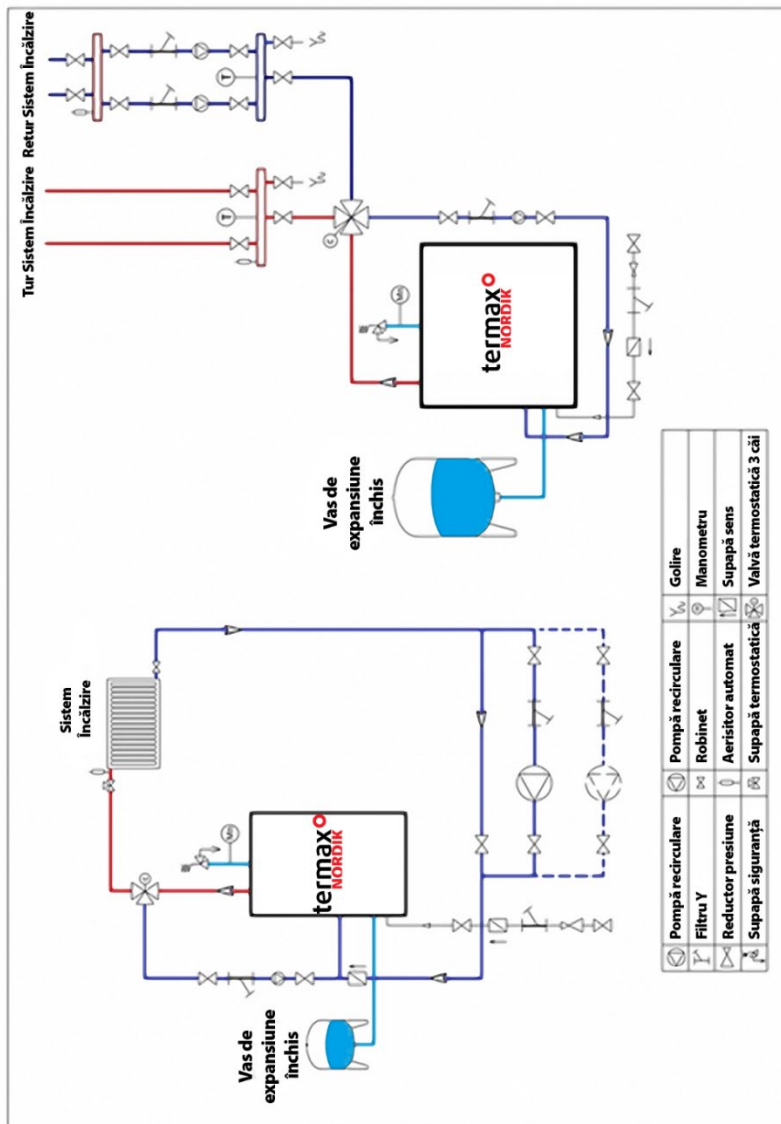 Tur Sistem Încălzire
Retur Sistem Încălzire
T
T
C
Mn
termax
NORDIK
Vas de
expansiune
închis
Sistem
Încălzire
C
Mn
termax
NORDIK
Vas de
expansiune
închis
Pompă recirculare
Pompă recirculare
Golire
Filtru Y
Robinet
Manometru
Reductor presiune
Aerisitor automat
Supapă sens
Supapă siguranță
Supapă termostatică
Valvă termostatică 3 căi